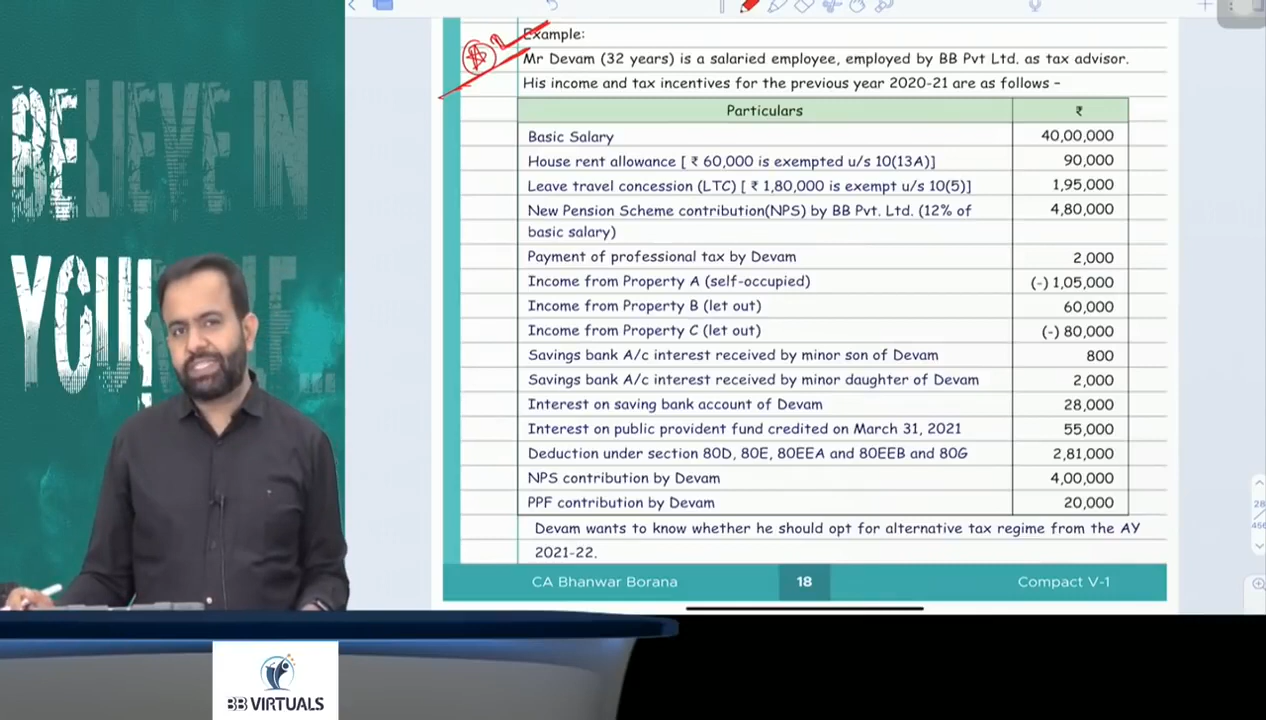 BELIEVE IN
YOU
Example:
Mr Devam (32 years) is a salaried employee, employed by BB Pvt Ltd. as tax advisor.
His income and tax incentives for the previous year 2020-21 are as follows –
Particulars ₹
Basic Salary 40,00,000
House rent allowance [ ₹ 60,000 is exempted u/s 10(13A)] 90,000
Leave travel concession (LTC) [ ₹ 1,80,000 is exempt u/s 10(5)] 1,95,000
New Pension Scheme contribution(NPS) by BB Pvt. Ltd. (12% of 4,80,000
basic salary)
Payment of professional tax by Devam 2,000
Income from Property A (self-occupied) (-) 1,05,000
Income from Property B (let out) 60,000
Income from Property C (let out) (-) 80,000
Savings bank A/c interest received by minor son of Devam 800
Savings bank A/c interest received by minor daughter of Devam 2,000
Interest on saving bank account of Devam 28,000
Interest on public provident fund credited on March 31, 2021 55,000
Deduction under section 80D, 80E, 80EEA and 80EEB and 80G 2,81,000
NPS contribution by Devam 4,00,000
PPF contribution by Devam 20,000
Devam wants to know whether he should opt for alternative tax regime from the AY
2021-22.
CA Bhanwar Borana 18 Compact V-1
BB VIRTUALS